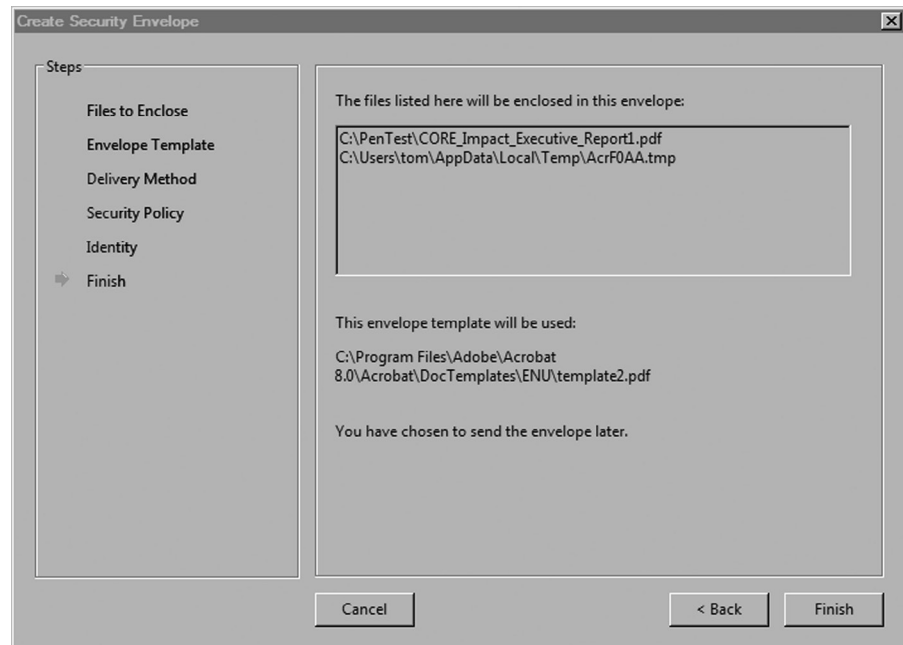 Create Security Envelope
Steps
Files to Enclose
Envelope Template
Delivery Method
Security Policy
Identity
Finish
The files listed here will be enclosed in this envelope:
C:\PenTest\CORE_Impact_Executive_Report1.pdf
C:\Users\tom\AppData\Local\Temp\AcrF0AA.tmp
This envelope template will be used:
C:\Program Files\Adobe\Acrobat
8.0\Acrobat\DocTemplates\ENU\template2.pdf
You have chosen to send the envelope later.
Cancel
< Back
Finish